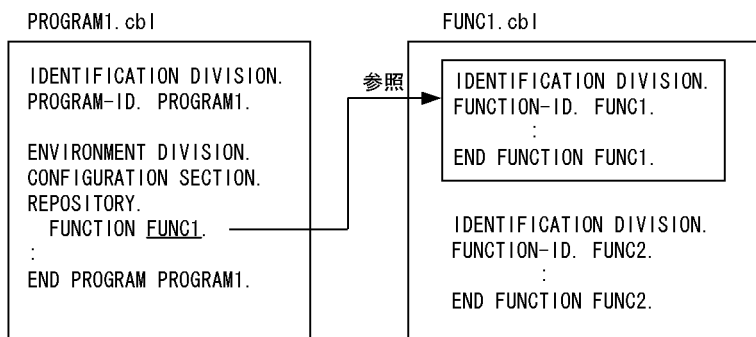 PROGRAM1.cbl
IDENTIFICATION DIVISION.
PROGRAM-ID. PROGRAM1.
ENVIRONMENT DIVISION.
CONFIGURATION SECTION.
REPOSITORY.
FUNCTION FUNC1.
:
END PROGRAM PROGRAM1.
参照
FUNC1.cbl
IDENTIFICATION DIVISION.
FUNCTION-ID. FUNC1.
:
END FUNCTION FUNC1.
IDENTIFICATION DIVISION.
FUNCTION-ID. FUNC2.
:
END FUNCTION FUNC2.